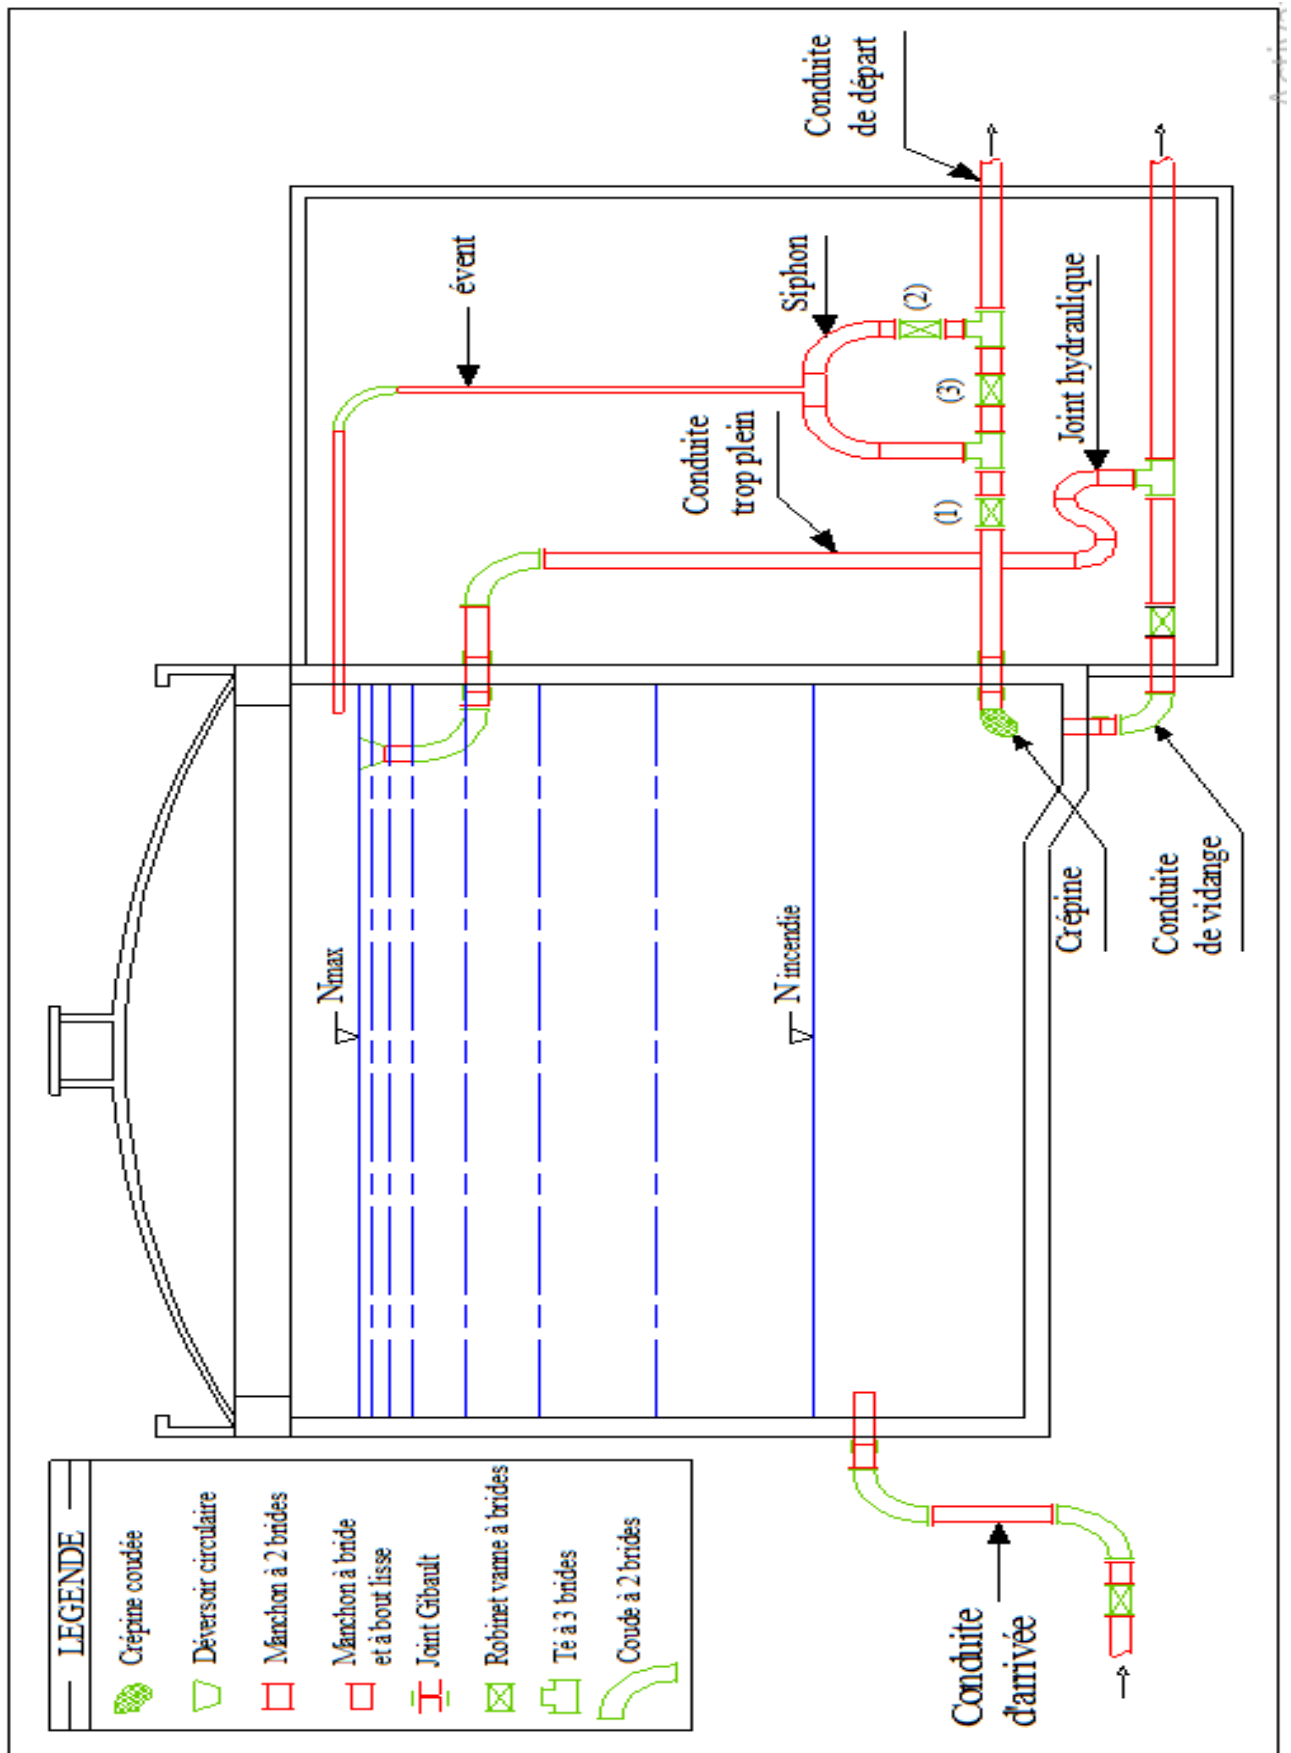 LEGENDE
Crépine coudée
Déversoir circulaire
Manchon à 2 brides
Manchon à bride
et à bout lisse
Joint Gibault
Robinet vanne à brides
Té à 3 brides
Coude à 2 brides
Conduite
d'arrivée
Nmax
N incendie
Crépine
Conduite
de vidange
évent
Conduite
trop plein
Siphon
(1)
(3)
(2)
Joint hydraulique
Conduite
de départ